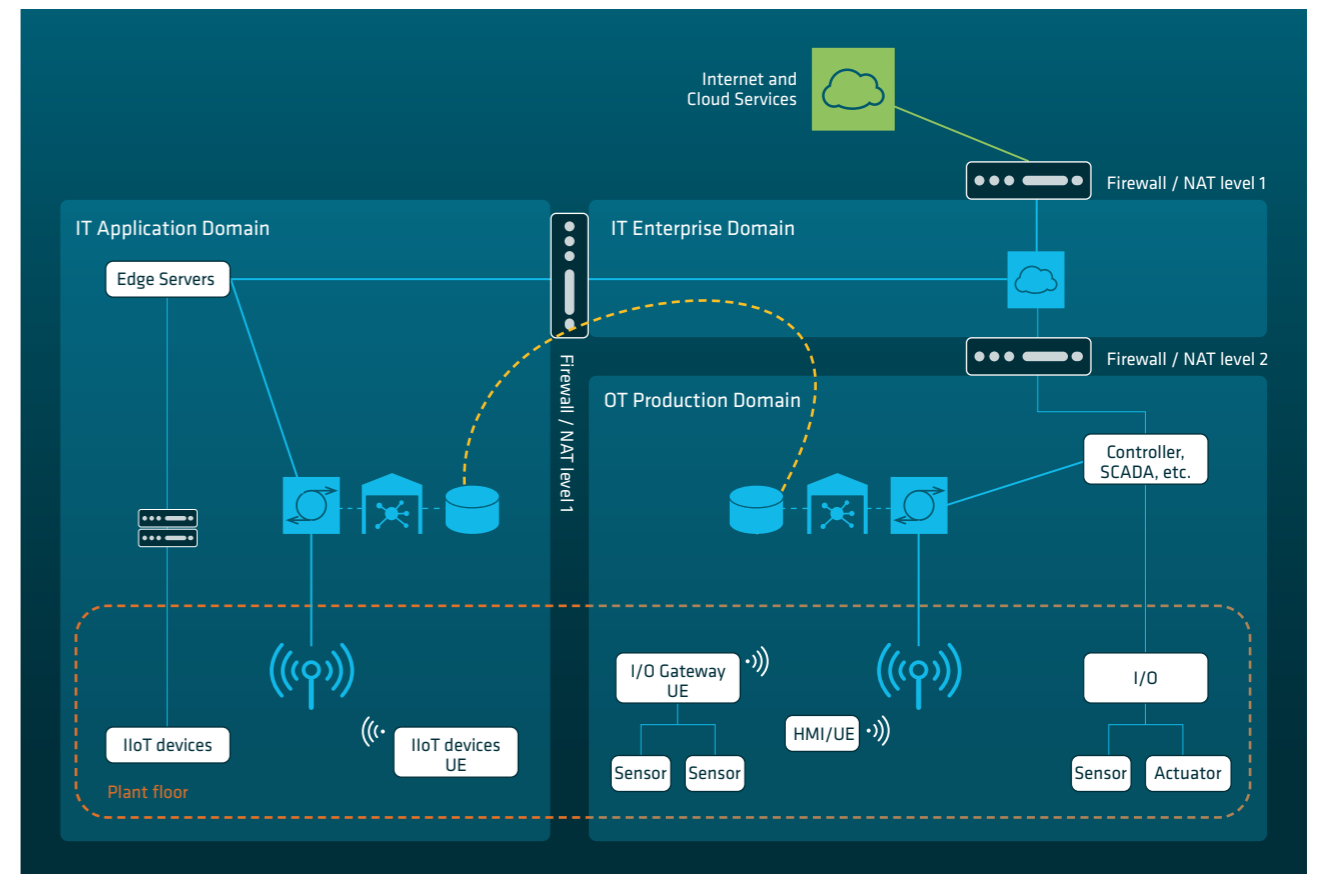 Internet and
Cloud Services
Firewall / NAT level 1
IT Application Domain
IT Enterprise Domain
Edge Servers
Firewall / NAT level 1
Firewall / NAT level 2
OT Production Domain
Controller,
SCADA, etc.
I/O Gateway
UE
I/O
HMI/UE
IIoT devices
IIoT devices
UE
Sensor
Sensor
Sensor
Actuator
Plant floor